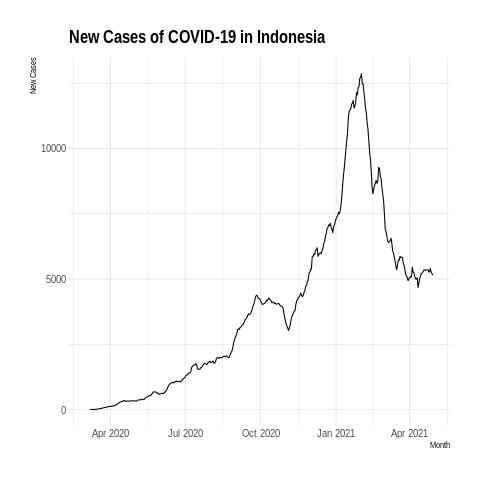 New Cases of COVID-19 in Indonesia
New Cases
10000
5000
0
Apr 2020 Jul 2020 Oct 2020 Jan 2021 Apr 2021
Month